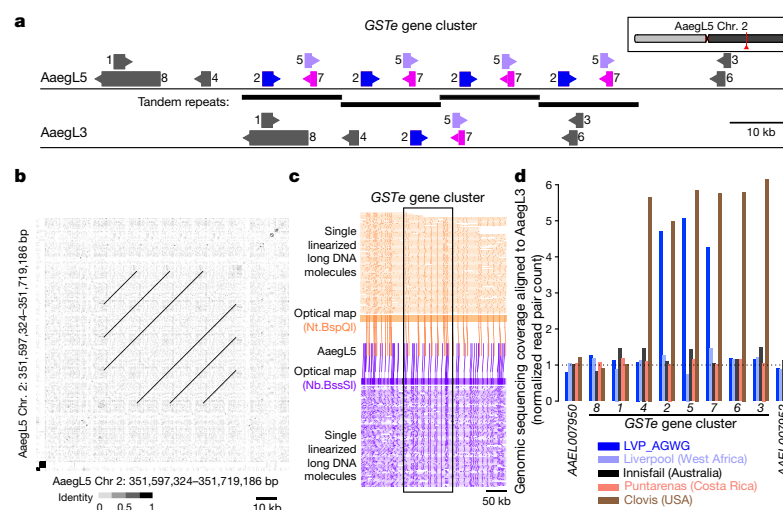 a
GSTe gene cluster
AaegL5 Chr. 2
1 5 5 5 5 3
AaegL5 8 4 2 7 2 7 2 7 2 7 6
Tandem repeats:
1 5 3
AaegL3 8 4 2 7 6
10 kb
b
AaegL5 Chr. 2: 351,597,324–351,719,186 bp
AaegL5 Chr 2: 351,597,324–351,719,186 bp
Identity
0 0.5 1
10 kp
c
GSTe gene cluster
Single
linearized
long DNA
molecules
Optical map
(Nt.BspQI)
AaegL5
Optical map
(Nb.BssSI)
Single
linearized
long DNA
molecules
50 kb
d
Genomic sequencing coverage aligned to AaegL3
(normalized read pair count)
6
5
4
3
2
1
0
AAEL007950
8 1 4 2 5 7 6 3
GSTe gene cluster
LVP_AGWG
Liverpool (West Africa)
Innisfail (Australia)
Puntarenas (Costa Rica)
Clovis (USA)